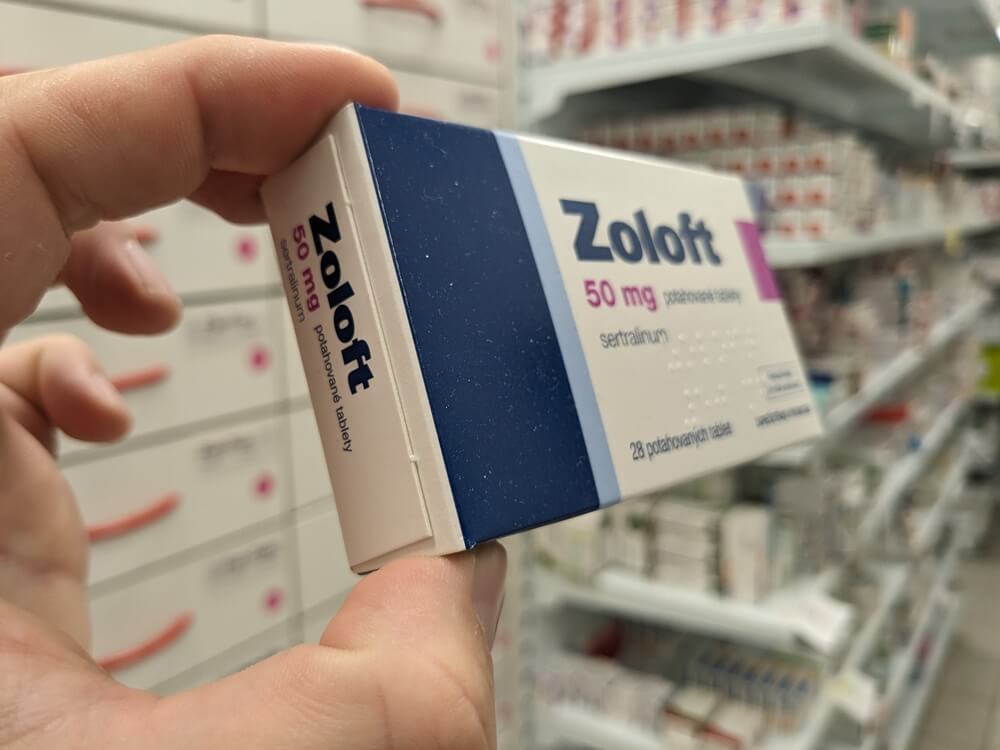 Zoloft
50 mg potahované tablety
sertralinum
Zoloft
50 mg potahované tablety
sertralinum
28 potahovaných tablet